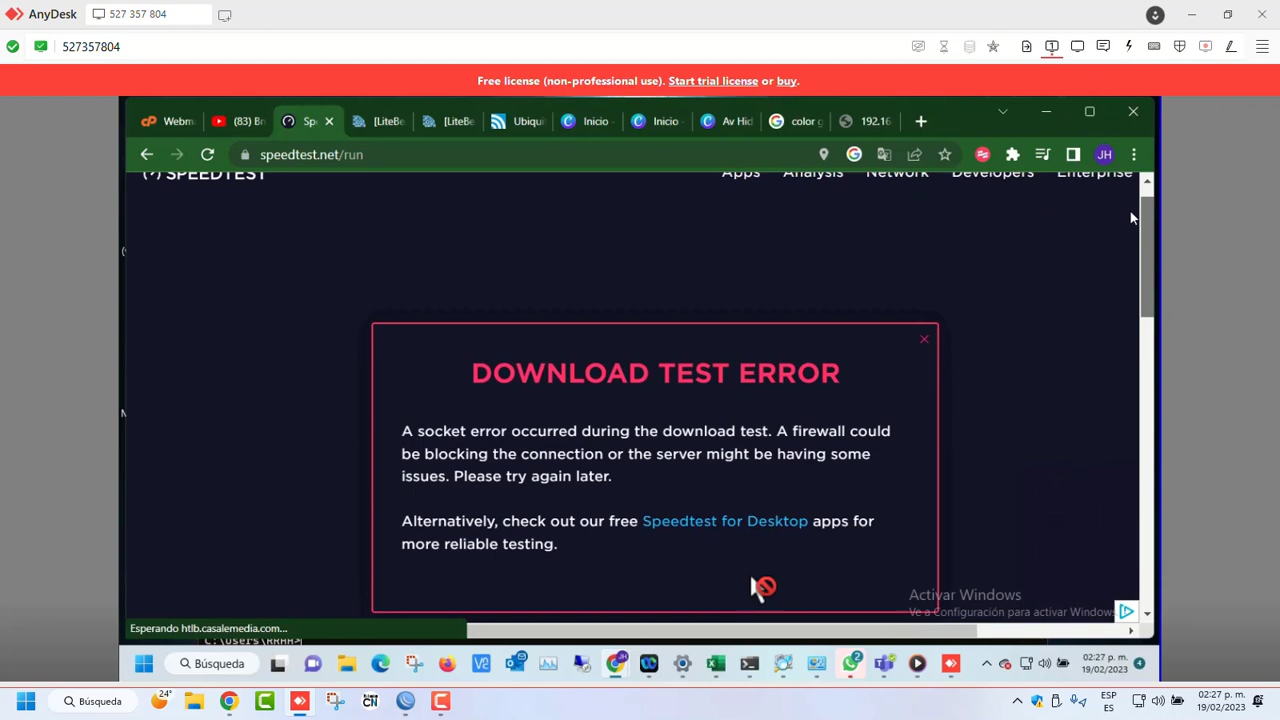 AnyDesk
527 357 804
527357804
Free license (non-professional use). Start trial license or buy.
Webm
(83) Br
Sp
[LiteBe
[LiteBe
Ubiqui
Inicio -
Inicio -
Av Hid
color g
192.16
speedtest.net/run
JH
SPEEDTEST
Apps
Analysis
Network
Developers
Enterprise
DOWNLOAD TEST ERROR
A socket error occurred during the download test. A firewall could
be blocking the connection or the server might be having some
issues. Please try again later.
Alternatively, check out our free Speedtest for Desktop apps for
more reliable testing.
Activar Windows
Ve a Configuración para activar Windows.
Esperando htlb.casalemedia.com...
C:\Users\RRHH>
Búsqueda
02:27 p. m.
19/02/2023
24°
Búsqueda
ESP
ES
02:27 p. m.
19/02/2023